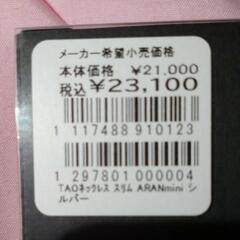 メーカー希望小売価格
本体価格 ¥21,000
税込 ¥23,100
1 117488 910123
1 297801 000004
TAOネックレス スリム ARANmini シ
ルバー